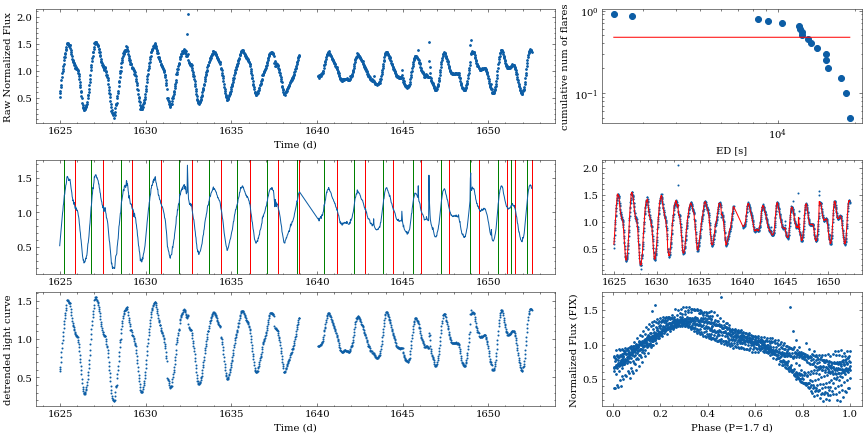 Raw Normalized Flux
1.5
1.0
0.5
1625 1630 1635 1640 1645 1650
Time (d)
cumulative num of flares
10⁰
10⁻¹
10⁴
ED [s]
1.5
1.0
0.5
1625 1630 1635 1640 1645 1650
2.0
1.5
1.0
0.5
1625 1630 1635 1640 1645 1650
detrended light curve
1.5
1.0
0.5
1625 1630 1635 1640 1645 1650
Time (d)
Normalized Flux (FIX)
1.5
1.0
0.5
0.0 0.2 0.4 0.6 0.8 1.0
Phase (P=1.7 d)